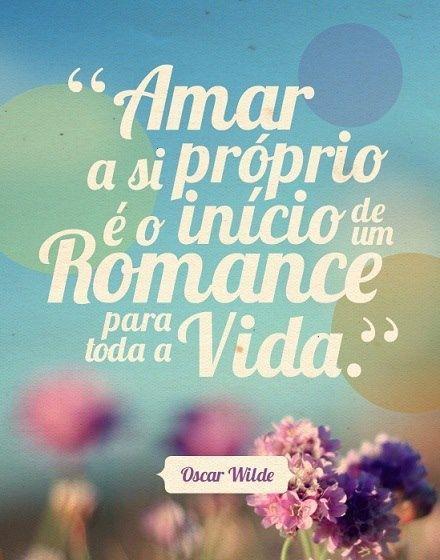 “Amar
a si próprio
é o início de um
Romance
para toda a Vida.”
Oscar Wilde